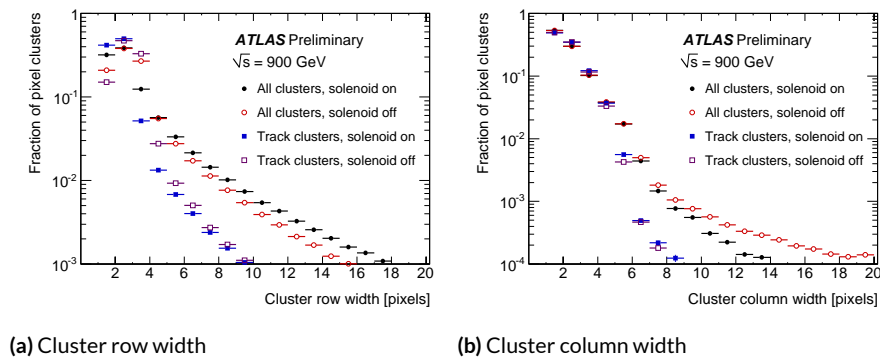 Fraction of pixel clusters
1
10⁻¹
10⁻²
10⁻³
2 4 6 8 10 12 14 16 18 20
Cluster row width [pixels]
ATLAS Preliminary
√s = 900 GeV
All clusters, solenoid on
All clusters, solenoid off
Track clusters, solenoid on
Track clusters, solenoid off
(a) Cluster row width
Fraction of pixel clusters
1
10⁻¹
10⁻²
10⁻³
10⁻⁴
2 4 6 8 10 12 14 16 18 20
Cluster column width [pixels]
ATLAS Preliminary
√s = 900 GeV
All clusters, solenoid on
All clusters, solenoid off
Track clusters, solenoid on
Track clusters, solenoid off
(b) Cluster column width